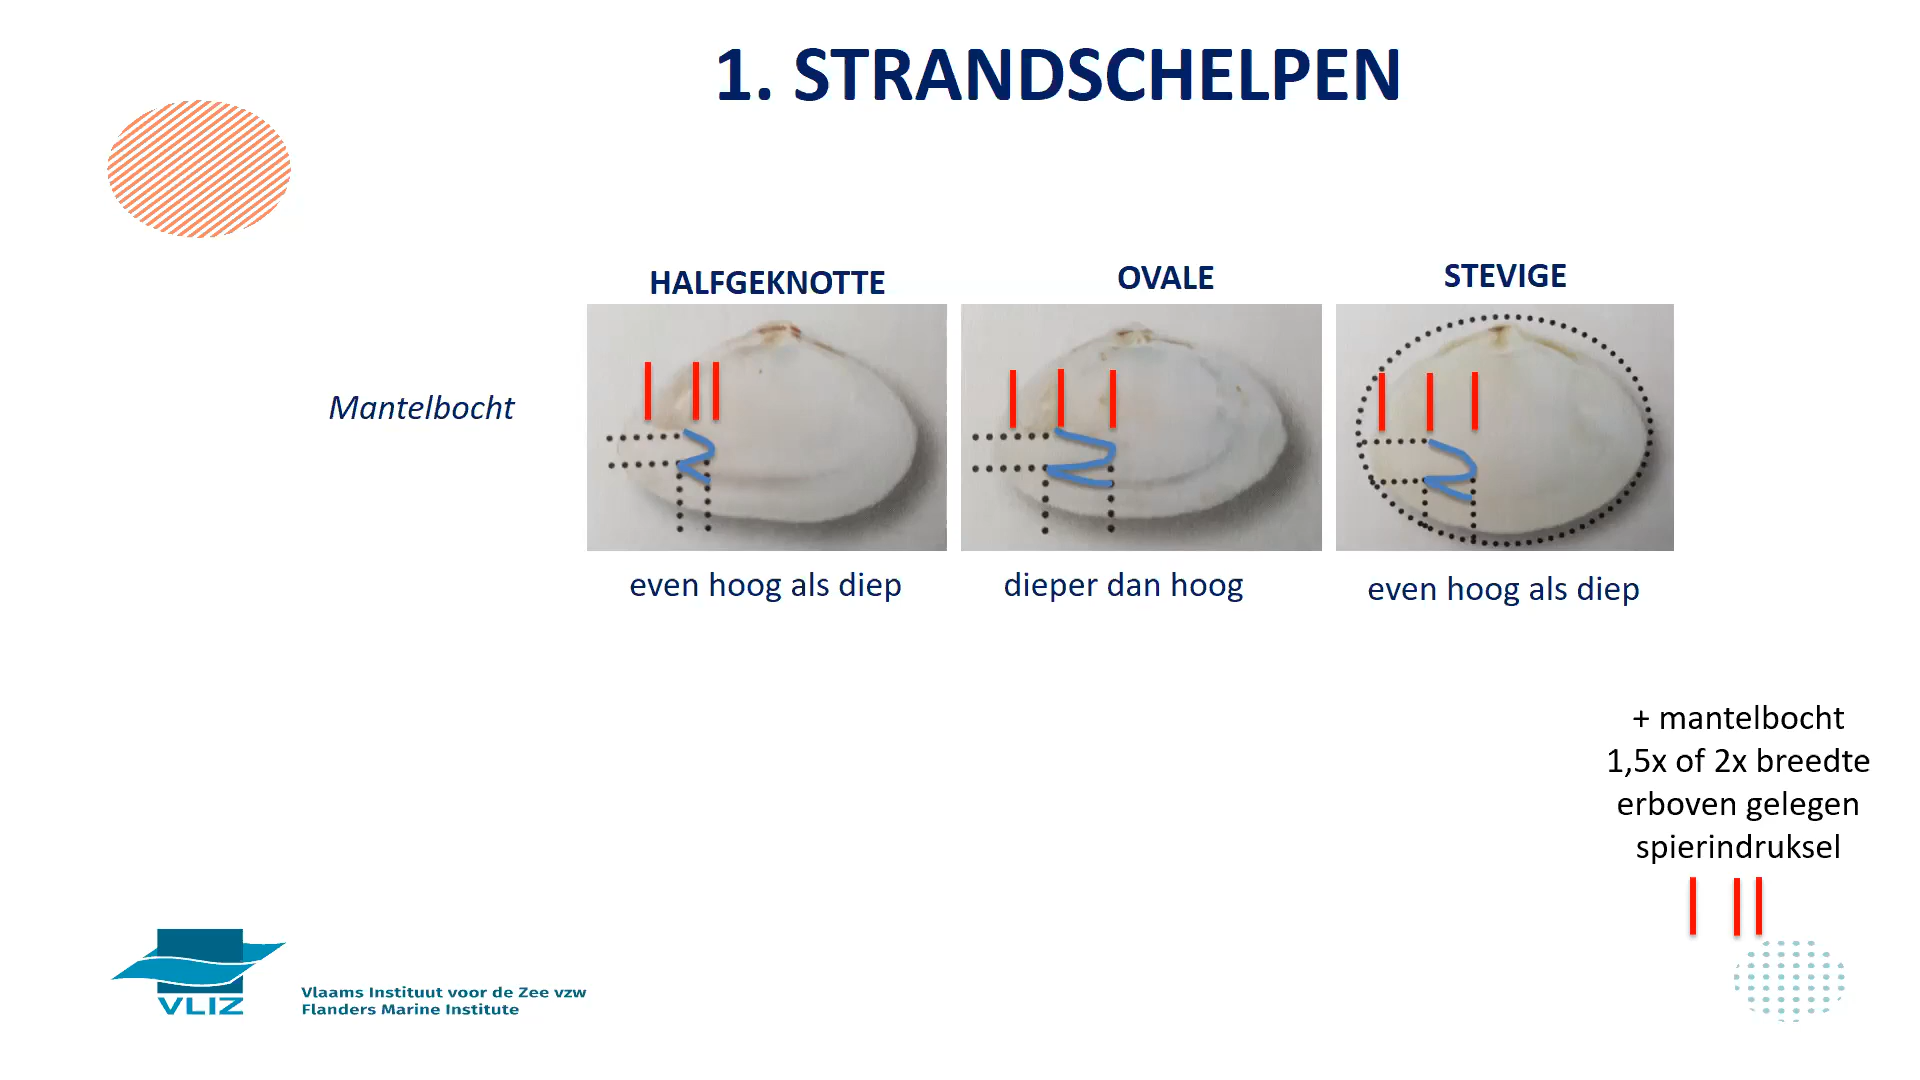 1. STRANDSCHELPEN
HALFGEKNOTTE
OVALE
STEVIGE
Mantelbocht
even hoog als diep
dieper dan hoog
even hoog als diep
+ mantelbocht
1,5x of 2x breedte
erboven gelegen
spierindruksel
VLIZ
Vlaams Instituut voor de Zee vzw
Flanders Marine Institute